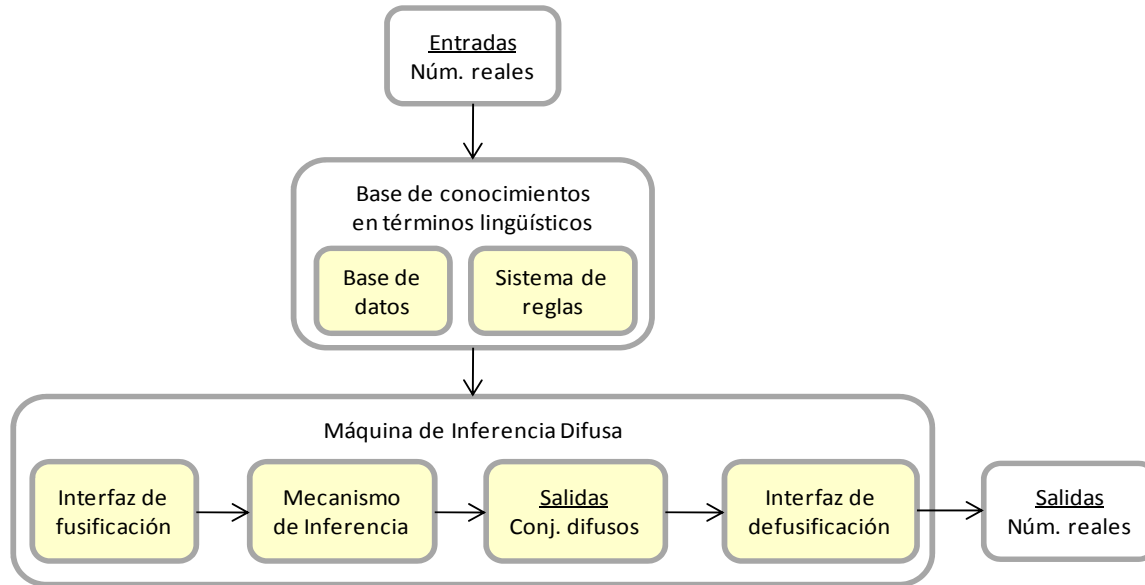 Entradas
Núm. reales
Base de conocimientos
en términos lingüísticos
Base de
datos
Sistema de
reglas
Máquina de Inferencia Difusa
Interfaz de
fusificación
Mecanismo
de Inferencia
Salidas
Conj. difusos
Interfaz de
defusificación
Salidas
Núm. reales